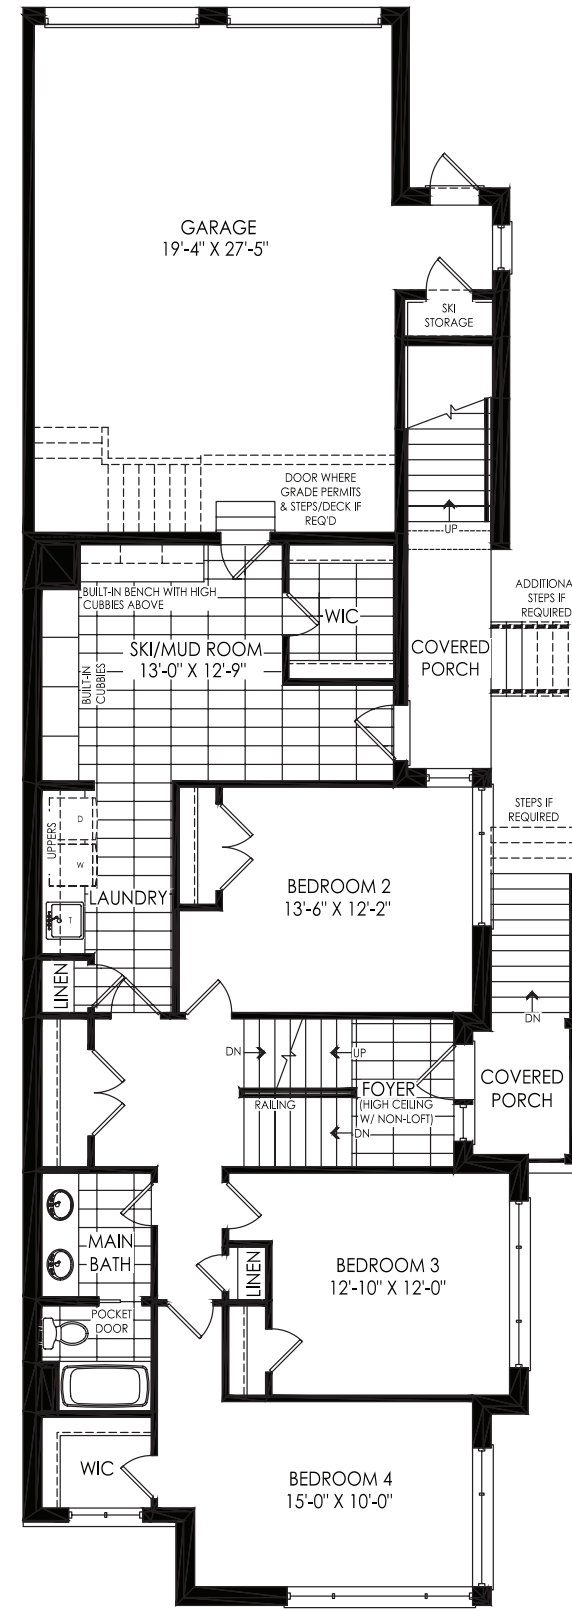 GARAGE
19'-4" X 27'-5"
SKI
STORAGE
DOOR WHERE
GRADE PERMITS
& STEPS/DECK IF
REQ'D
UP
BUILT-IN BENCH WITH HIGH
CUBBIES ABOVE
WIC
SKI/MUD ROOM
13'-0" X 12'-9"
BUILT-IN
CUBBIES
COVERED
PORCH
ADDITIONA
STEPS IF
REQUIRED
STEPS IF
REQUIRED
UPPERS
D
W
T
LAUNDRY
LINEN
BEDROOM 2
13'-6" X 12'-2"
DN
DN
UP
FOYER
(HIGH CEILING
W/ NON-LOFT)
RAILING
DN
COVERED
PORCH
MAIN
BATH
LINEN
BEDROOM 3
12'-10" X 12'-0"
POCKET
DOOR
WIC
BEDROOM 4
15'-0" X 10'-0"